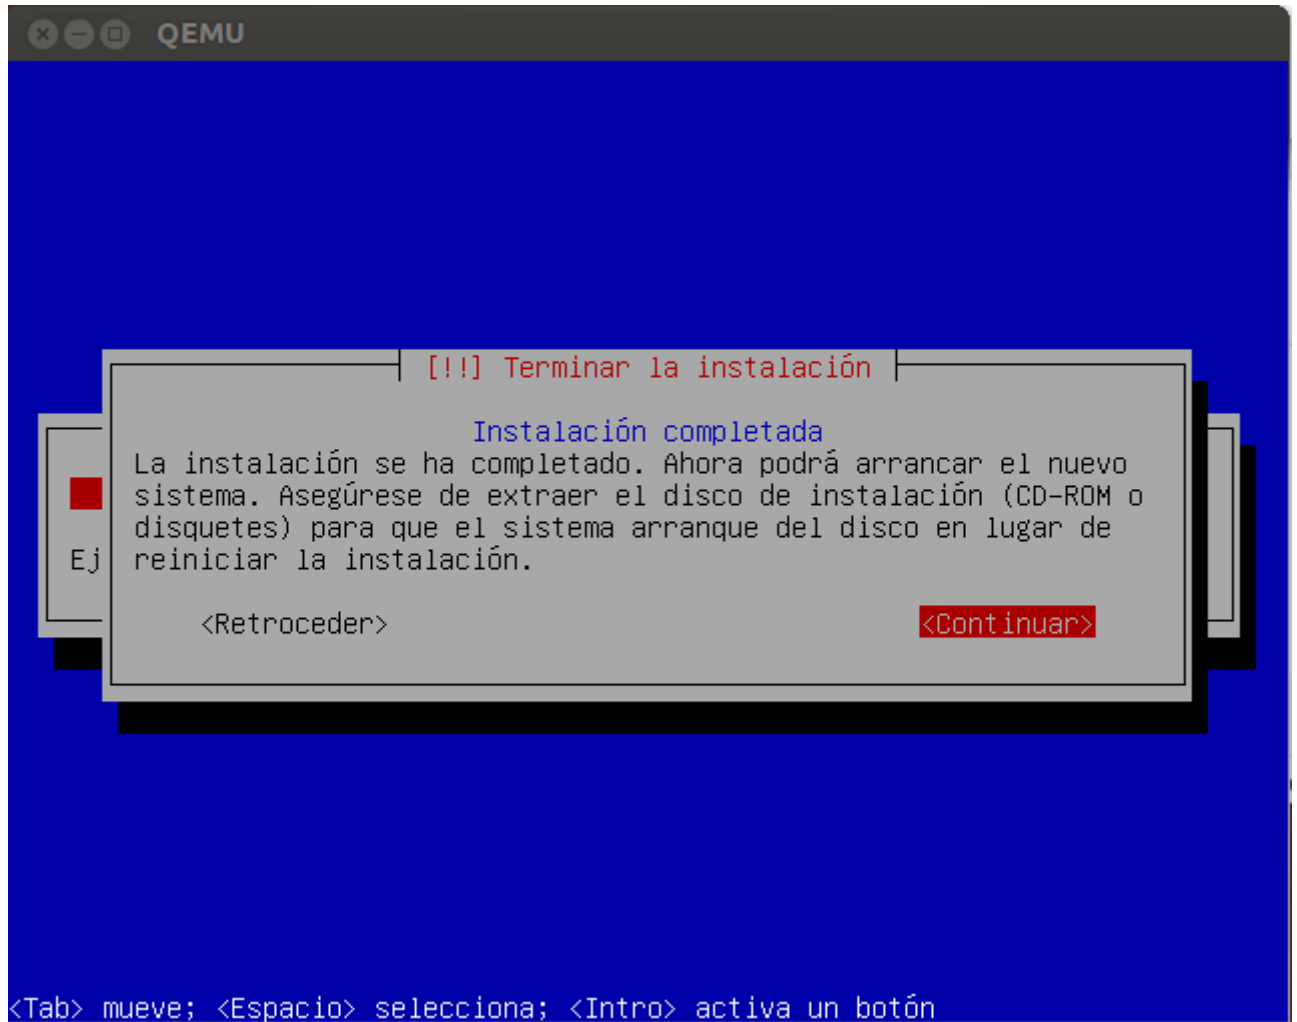 QEMU
[!!] Terminar la instalación
Instalación completada
La instalación se ha completado. Ahora podrá arrancar el nuevo
sistema. Asegúrese de extraer el disco de instalación (CD-ROM o
disquetes) para que el sistema arranque del disco en lugar de
reiniciar la instalación.
Ej
<Retroceder> <Continuar>
<Tab> mueve; <Espacio> selecciona; <Intro> activa un botón